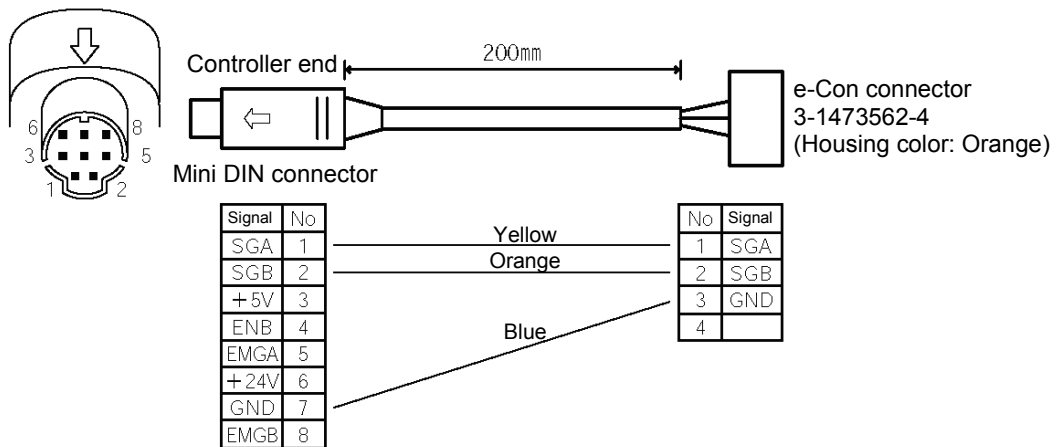 Controller end
200mm
e-Con connector
3-1473562-4
(Housing color: Orange)
6 8
3 5
1 2
Mini DIN connector
Signal No
SGA 1
SGB 2
+5V 3
ENB 4
EMGA 5
+24V 6
GND 7
EMGB 8
Yellow
Orange
Blue
No Signal
1 SGA
2 SGB
3 GND
4